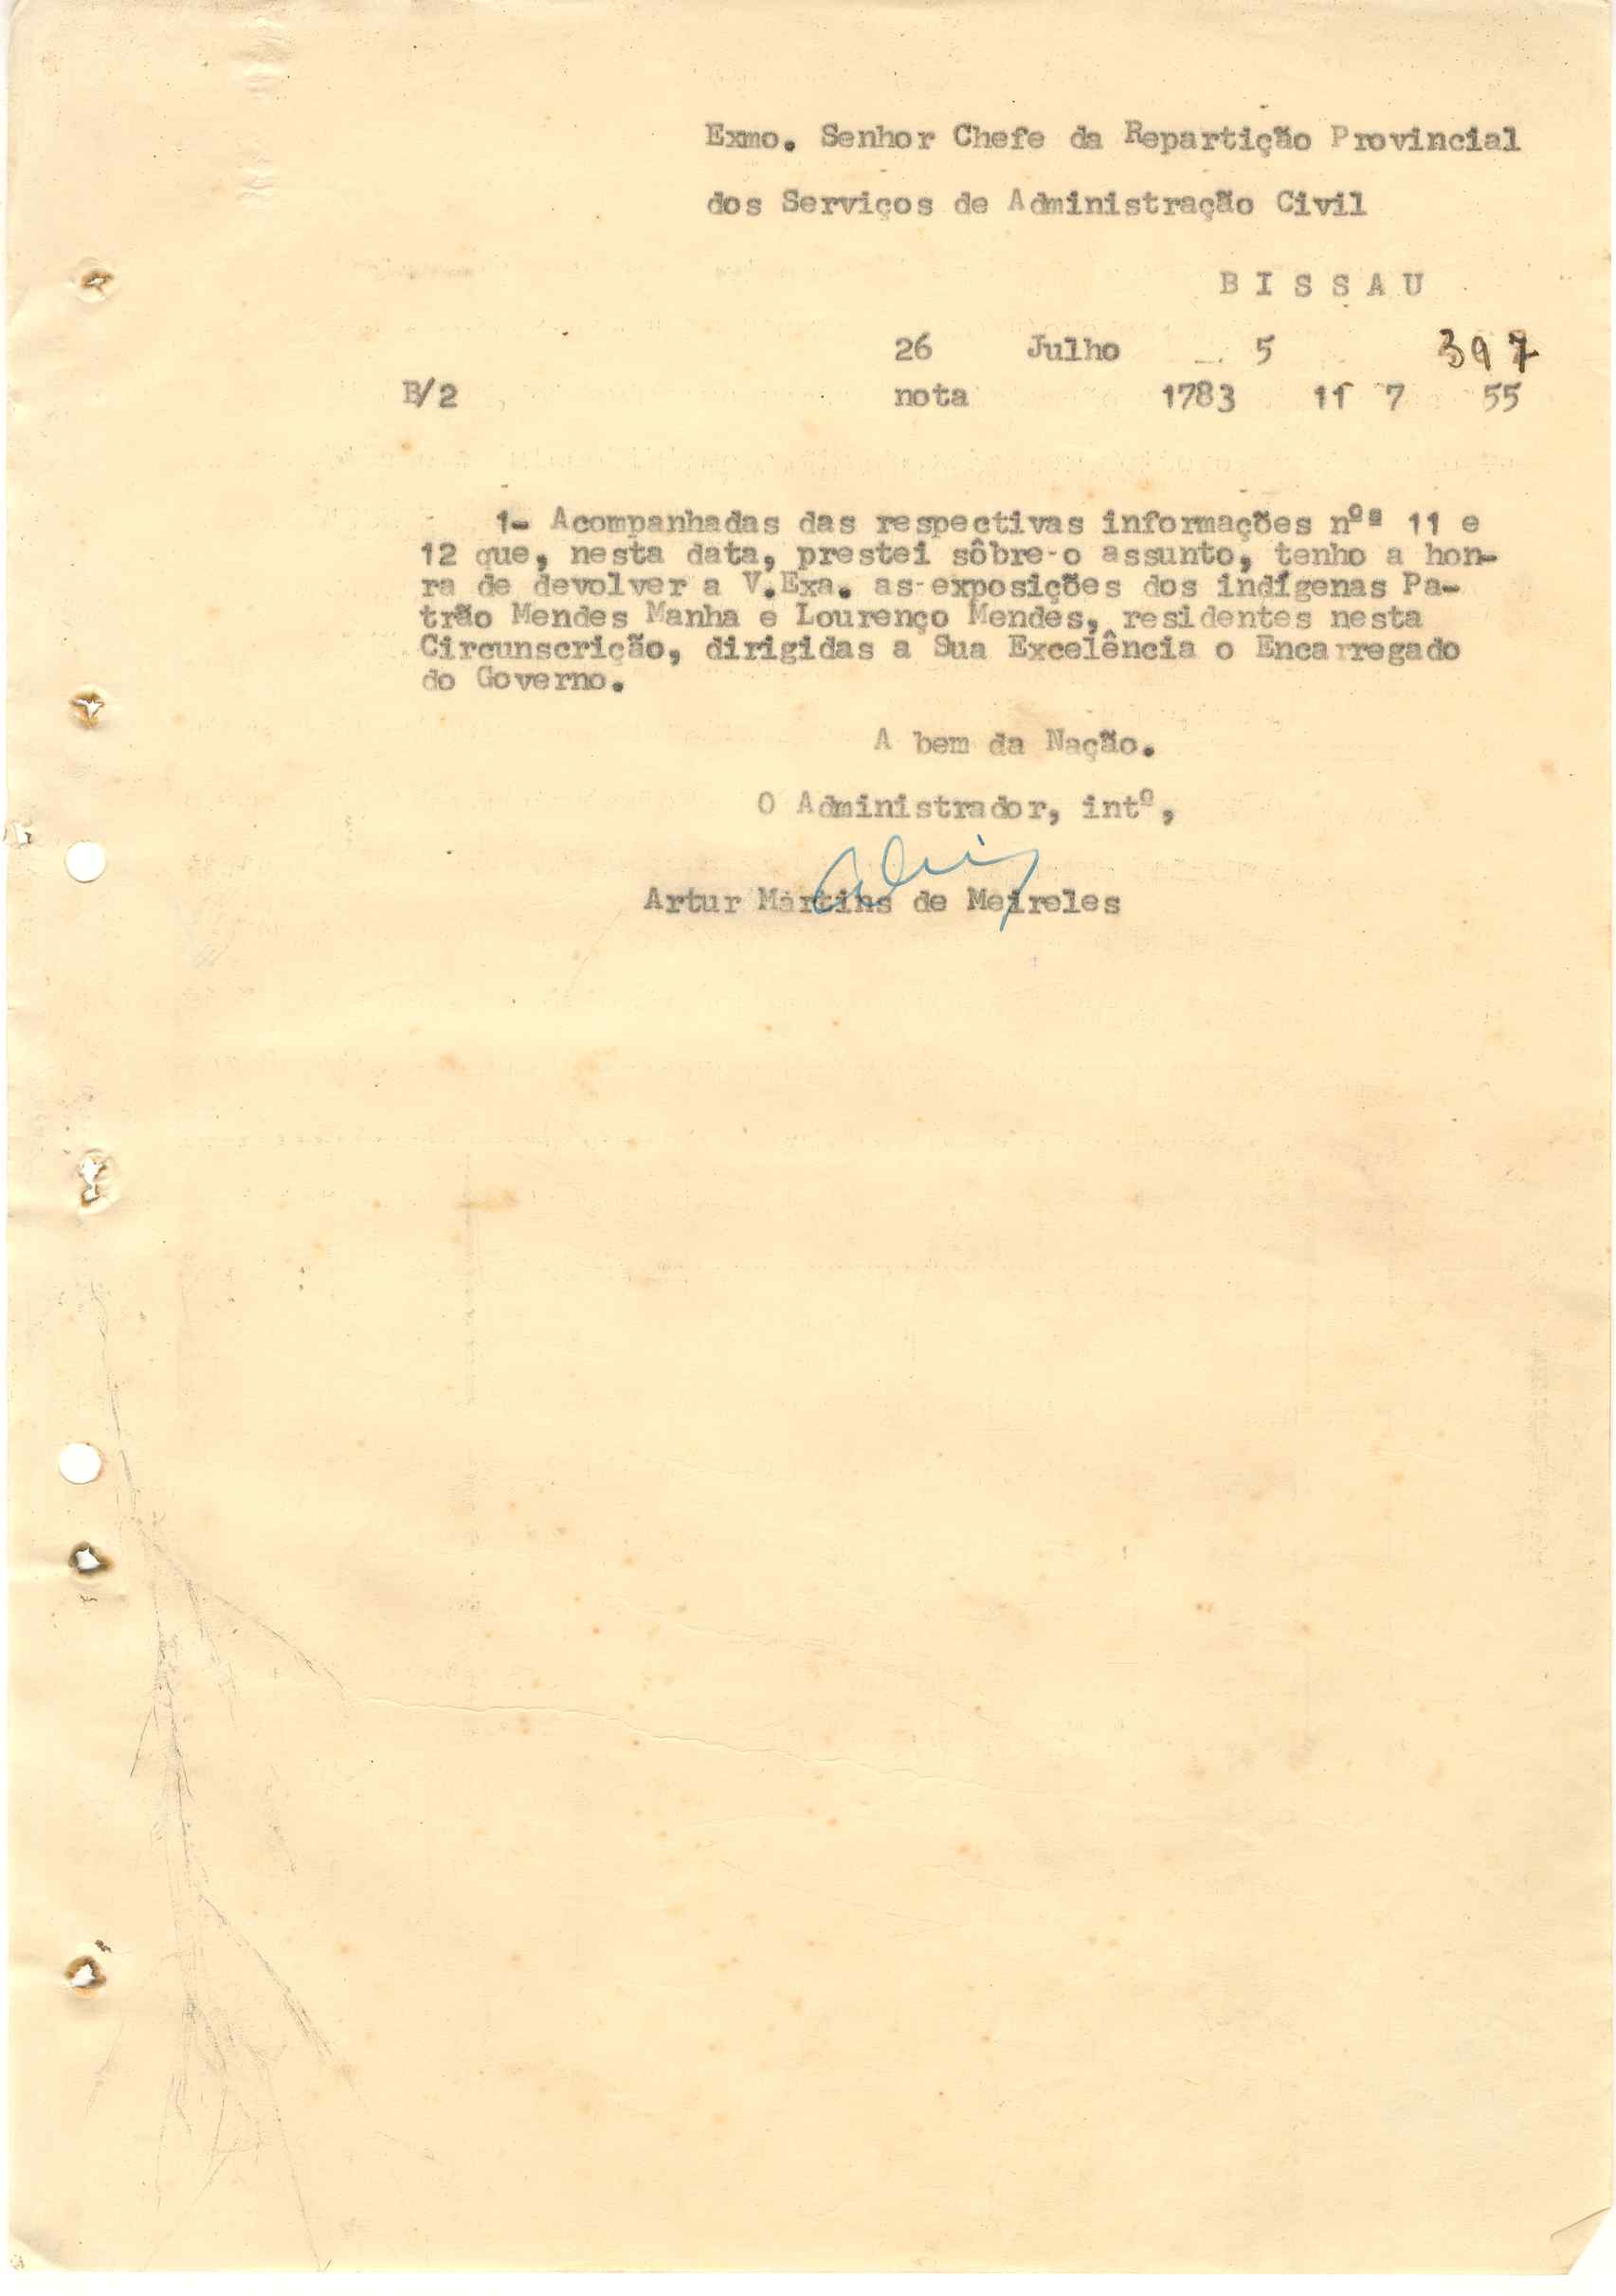 Exmo. Senhor Chefe da Repartição Provincial
dos Serviços de Administração Civil
B I S S A U
26 Julho 5 397
B/2 nota 1783 11 7 55
1- Acompanhadas das respectivas informações nºs 11 e
12 que, nesta data, prestei sôbre o assunto, tenho a hon-
ra de devolver a V.Exa. as exposições dos indígenas Pa-
trão Mendes Manha e Lourenço Mendes, residentes nesta
Circunscrição, dirigidas a Sua Excelência o Encarregado
do Governo.
A bem da Nação.
O Administrador, intº,
Artur Martins de Meireles